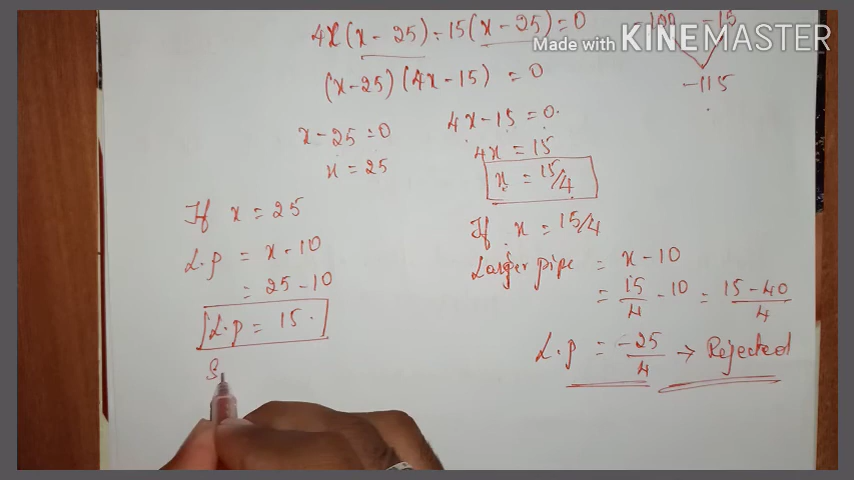 4x(x-25)-15(x-25)=0
-100 -15
Made with KINEMASTER
(x-25)(4x-15) = 0
-115
x-25=0
4x-15=0.
x = 25
4x = 15
x = 15/4
If x = 25
If x = 15/4
L.p = x-10
Larger pipe = x-10
= 25-10
= 15/4 - 10 = 15-40/4
L.p = 15.
L.p = -25/4 → Rejected
S